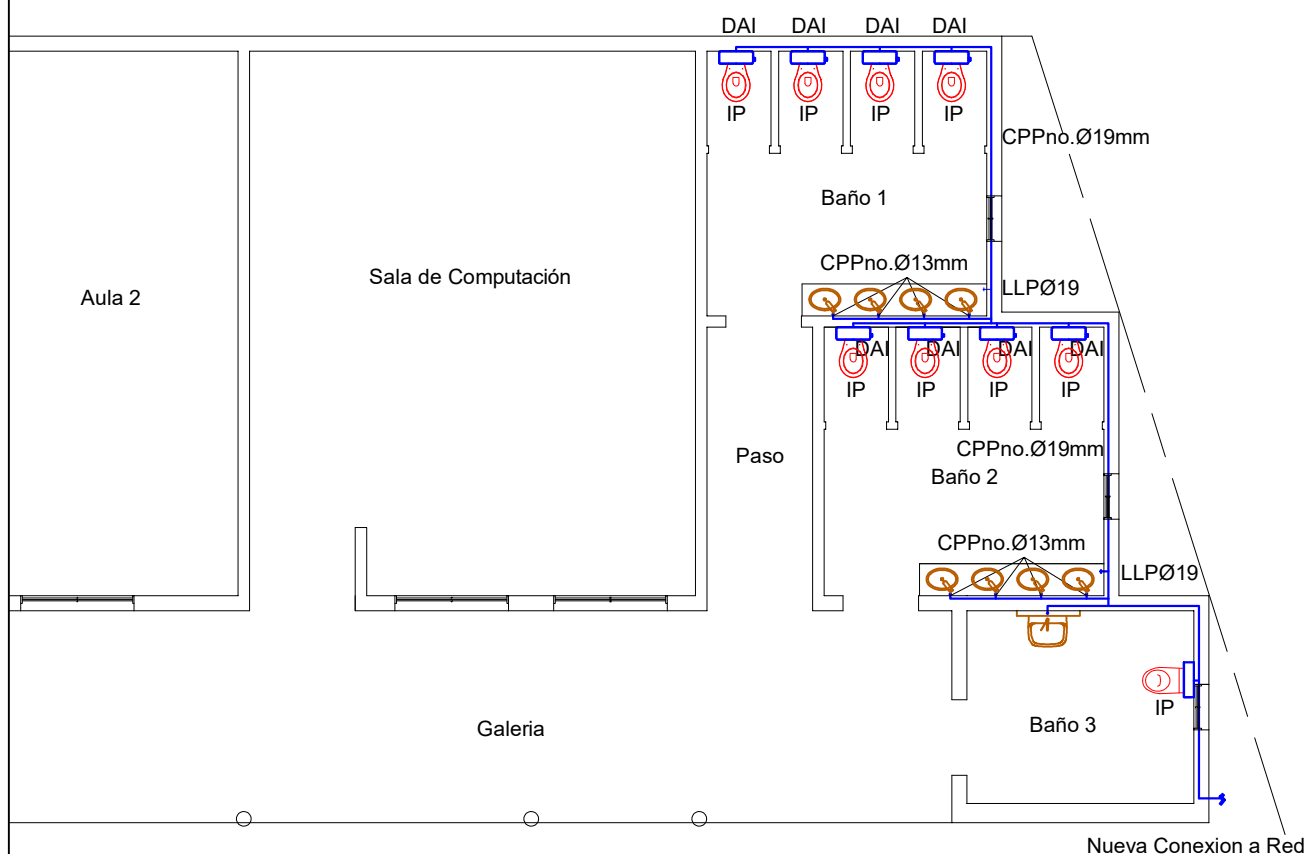 DAI DAI DAI DAI
IP IP IP IP
CPPno.Ø19mm
Baño 1
CPPno.Ø13mm
Sala de Computación
Aula 2
LLPØ19
DAI DAI DAI DAI
IP IP IP IP
CPPno.Ø19mm
Paso
Baño 2
CPPno.Ø13mm
LLPØ19
IP
Baño 3
Galeria
Nueva Conexion a Red